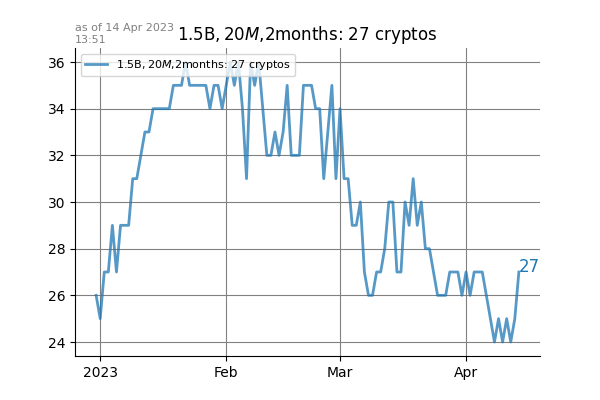 as of 14 Apr 2023
13:51
1.5B, 20M,2months: 27 cryptos
1.5B, 20M,2months: 27 cryptos
36
34
32
30
28
26
24
27
2023
Feb
Mar
Apr